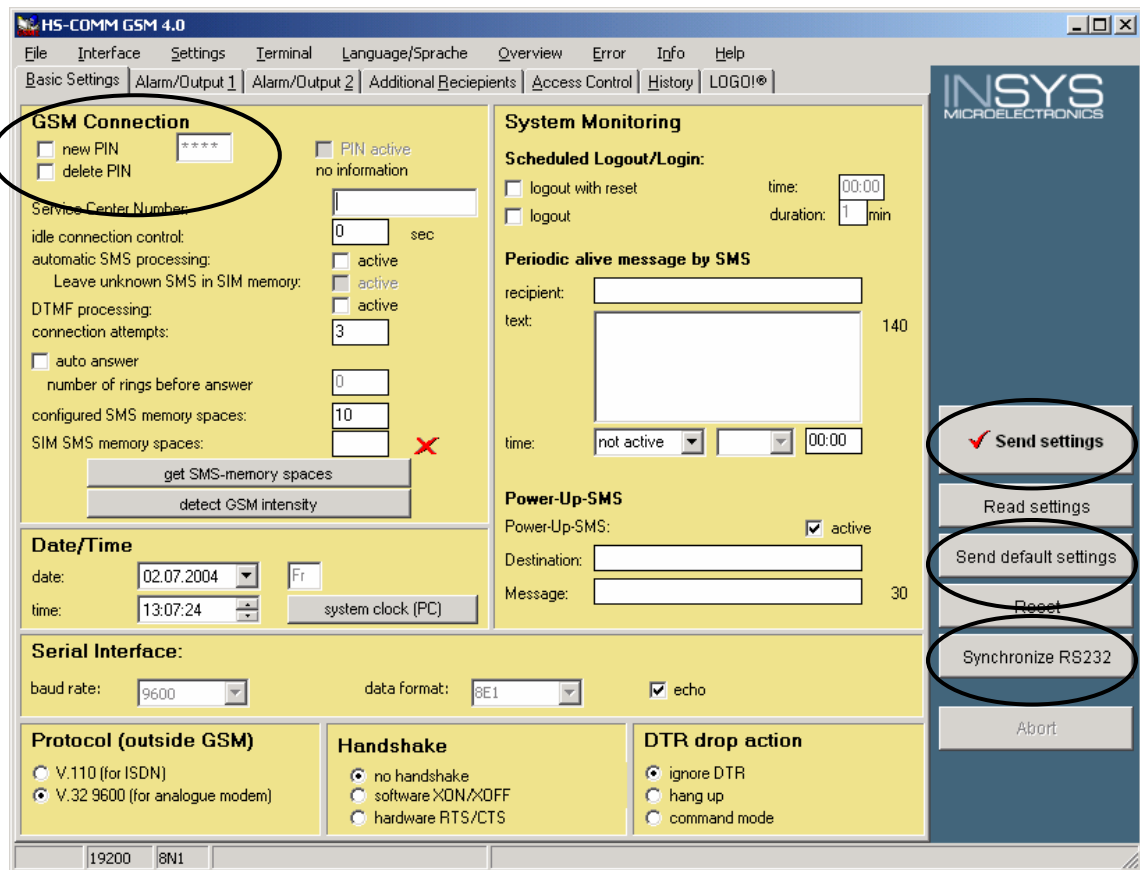 HS-COMM GSM 4.0
File Interface Settings Terminal Language/Sprache Overview Error Info Help
Basic Settings Alarm/Output 1 Alarm/Output 2 Additional Reciepients Access Control History LOGO!®
INSYS
MICROELECTRONICS
GSM Connection
new PIN ****
delete PIN
PIN active
no information
Service Center Number:
idle connection control: 0 sec
automatic SMS processing: active
Leave unknown SMS in SIM memory: active
DTMF processing: active
connection attempts: 3
auto answer
number of rings before answer 0
configured SMS memory spaces: 10
SIM SMS memory spaces:
get SMS-memory spaces
detect GSM intensity
System Monitoring
Scheduled Logout/Login:
logout with reset time: 00:00
logout duration: 1 min
Periodic alive message by SMS
recipient:
text: 140
time: not active 00:00
Power-Up-SMS
Power-Up-SMS: active
Destination:
Message: 30
Date/Time
date: 02.07.2004 Fr
time: 13:07:24 system clock (PC)
Serial Interface:
baud rate: 9600 data format: 8E1 echo
Protocol (outside GSM)
V.110 (for ISDN)
V.32 9600 (for analogue modem)
Handshake
no handshake
software XON/XOFF
hardware RTS/CTS
DTR drop action
ignore DTR
hang up
command mode
Send settings
Read settings
Send default settings
Reset
Synchronize RS232
Abort
19200 8N1